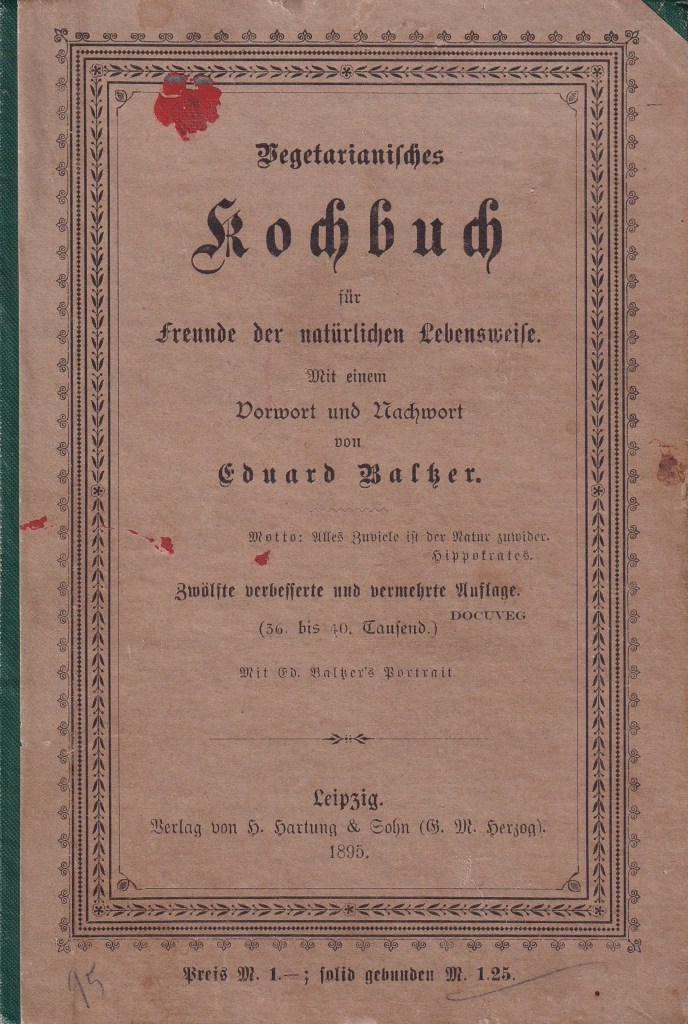 Vegetarianisches
Kochbuch
für
Freunde der natürlichen Lebensweise.
Mit einem
Vorwort und Nachwort
von
Eduard Baltzer.
Motto: Alles Zuviele ist der Natur zuwider.
Hippokrates.
Zwölfte verbesserte und vermehrte Auflage.
DOCUVEG
(36. bis 40. Tausend.)
Mit Ed. Baltzer's Portrait
Leipzig.
Verlag von H. Hartung & Sohn (G. M. Herzog).
1895.
Preis M. 1.—; solid gebunden M. 1.25.
95